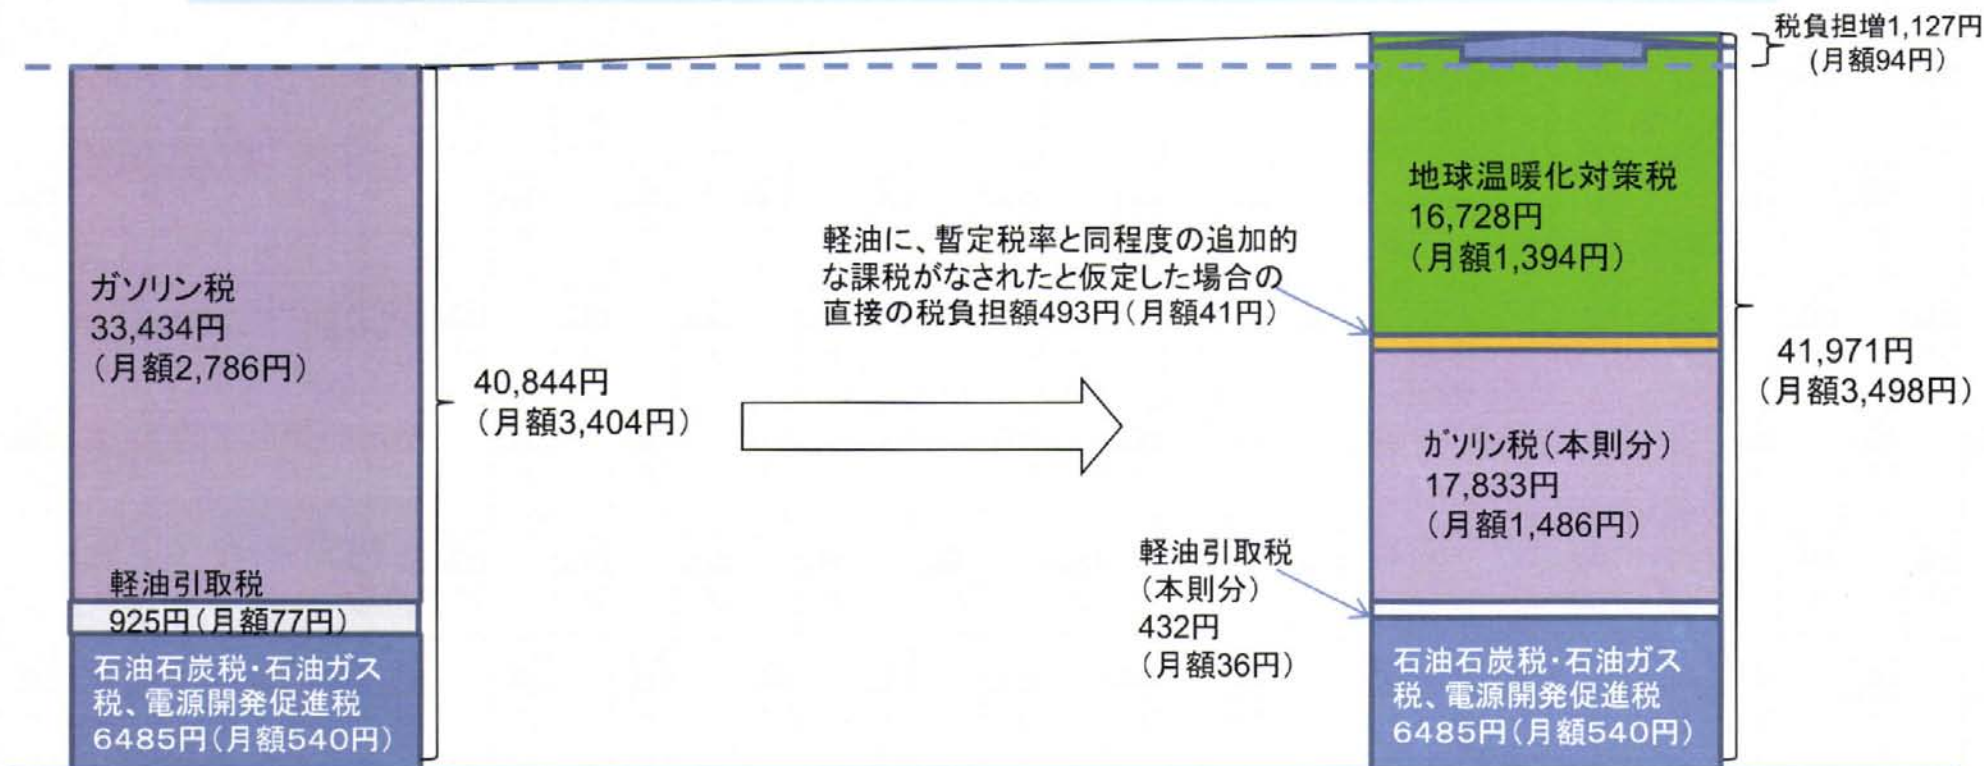 税負担増1,127円
(月額94円)
ガソリン税
33,434円
(月額2,786円)
軽油引取税
925円(月額77円)
石油石炭税・石油ガス
税、電源開発促進税
6485円(月額540円)
40,844円
(月額3,404円)
軽油に、暫定税率と同程度の追加的
な課税がなされたと仮定した場合の
直接の税負担額493円(月額41円)
軽油引取税
(本則分)
432円
(月額36円)
地球温暖化対策税
16,728円
(月額1,394円)
ガソリン税(本則分)
17,833円
(月額1,486円)
石油石炭税・石油ガス
税、電源開発促進税
6485円(月額540円)
41,971円
(月額3,498円)